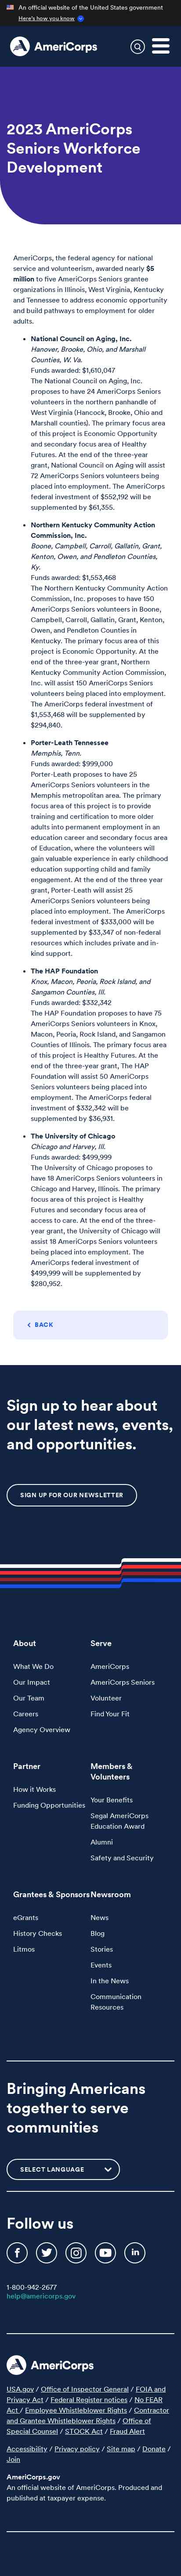 An official website of the United States government
Here's how you know
AmeriCorps
2023 AmeriCorps
Seniors Workforce
Development
AmeriCorps, the federal agency for national
service and volunteerism, awarded nearly $5
million to five AmeriCorps Seniors grantee
organizations in Illinois, West Virginia, Kentucky
and Tennessee to address economic opportunity
and build pathways to employment for older
adults.
• National Council on Aging, Inc.
Hanover, Brooke, Ohio, and Marshall
Counties, W. Va.
Funds awarded: $1,610,047
The National Council on Aging, Inc.
proposes to have 24 AmeriCorps Seniors
volunteers in the northern panhandle of
West Virginia (Hancock, Brooke, Ohio and
Marshall counties). The primary focus area
of this project is Economic Opportunity
and secondary focus area of Healthy
Futures. At the end of the three-year
grant, National Council on Aging will assist
72 AmeriCorps Seniors volunteers being
placed into employment. The AmeriCorps
federal investment of $552,192 will be
supplemented by $61,355.
• Northern Kentucky Community Action
Commission, Inc.
Boone, Campbell, Carroll, Gallatin, Grant,
Kenton, Owen, and Pendleton Counties,
Ky.
Funds awarded: $1,553,468
The Northern Kentucky Community Action
Commission, Inc. proposes to have 150
AmeriCorps Seniors volunteers in Boone,
Campbell, Carroll, Gallatin, Grant, Kenton,
Owen, and Pendleton Counties in
Kentucky. The primary focus area of this
project is Economic Opportunity. At the
end of the three-year grant, Northern
Kentucky Community Action Commission,
Inc. will assist 150 AmeriCorps Seniors
volunteers being placed into employment.
The AmeriCorps federal investment of
$1,553,468 will be supplemented by
$294,840.
• Porter-Leath Tennessee
Memphis, Tenn.
Funds awarded: $999,000
Porter-Leath proposes to have 25
AmeriCorps Seniors volunteers in the
Memphis metropolitan area. The primary
focus area of this project is the training
and certification to provide more older
adults into permanent employment in an
education career and secondary focus area
of Education, where the volunteers will
gain valuable experience in early childhood
education supporting child and family
engagement. At the end of the three year
grant, Porter-Leath will assist 25
AmeriCorps Seniors volunteers being
placed into employment. The AmeriCorps
federal investment of $333,000 will be
supplemented by $33,347 of non-federal
resources which includes private and in-
kind support.
• The HAP Foundation
Knox, Macon, Peoria, Rock Island, and
Sangamon Counties, Ill.
Funds awarded: $332,342
The HAP Foundation proposes to have 75
AmeriCorps Seniors volunteers in Knox,
Macon, Peoria, Rock Island, and Sangamon
Counties of Illinois. The primary focus area
of this project is Healthy Futures. At the
end of the three-year grant, The HAP
Foundation will assist 50 AmeriCorps
Seniors volunteers being placed into
employment. The AmeriCorps federal
investment of $332,342 will be
supplemented by $36,931.
• The University of Chicago
Chicago and Harvey, Ill.
Funds awarded: $499,999
The University of Chicago proposes to
have 18 AmeriCorps Seniors volunteers in
Chicago and Harvey, Illinois. The primary
focus area of this project is Healthy
Futures and secondary focus area of
access to care. At the end of the three-
year grant, the University of Chicago will
assist 18 AmeriCorps Seniors volunteers
being placed into employment. The
AmeriCorps federal investment of
$499,999 will be supplemented by
$280,952.
BACK
Sign up to hear about
our latest news, events,
and opportunities.
SIGN UP FOR OUR NEWSLETTER
About
What We Do
Our Impact
Our Team
Careers
Agency Overview
Serve
AmeriCorps
AmeriCorps Seniors
Volunteer
Find Your Fit
Partner
How it Works
Funding Opportunities
Members &
Volunteers
Your Benefits
Segal AmeriCorps
Education Award
Alumni
Safety and Security
Grantees & Sponsors
eGrants
History Checks
Litmos
Newsroom
News
Blog
Stories
Events
In the News
Communication
Resources
Bringing Americans
together to serve
communities
SELECT LANGUAGE
Follow us
1-800-942-2677
help@americorps.gov
AmeriCorps
USA.gov / Office of Inspector General / FOIA and
Privacy Act / Federal Register notices / No FEAR
Act / Employee Whistleblower Rights / Contractor
and Grantee Whistleblower Rights / Office of
Special Counsel / STOCK Act / Fraud Alert
Accessibility / Privacy policy / Site map / Donate /
Join
AmeriCorps.gov
An official website of AmeriCorps. Produced and
published at taxpayer expense.